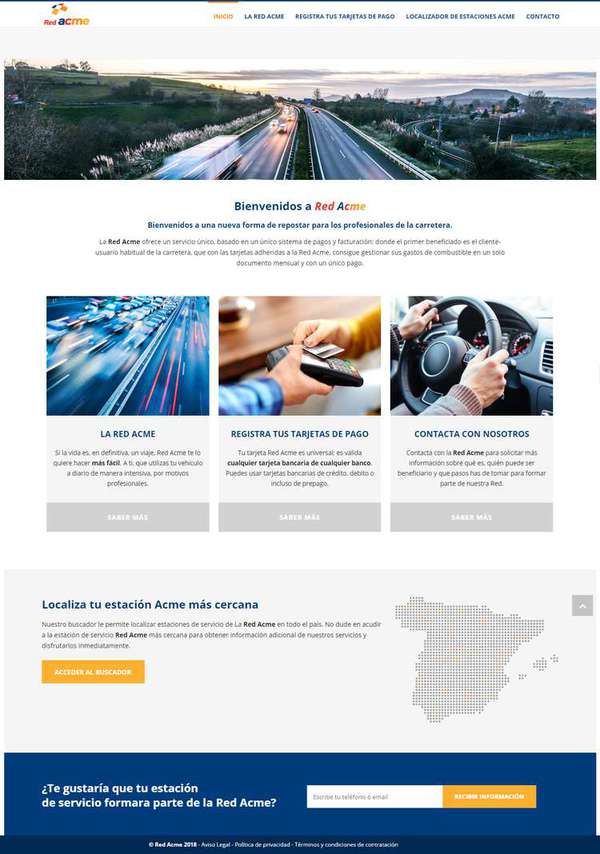 Red acme
INICIO LA RED ACME REGISTRA TUS TARJETAS DE PAGO LOCALIZADOR DE ESTACIONES ACME CONTACTO
Bienvenidos a Red Acme
Bienvenidos a una nueva forma de repostar para los profesionales de la carretera.
La Red Acme ofrece un servicio único, basado en un único sistema de pagos y facturación; donde el primer beneficiado es el cliente-
usuario habitual de la carretera, que con las tarjetas adheridas a la Red Acme, consigue gestionar sus gastos de combustible en un solo
documento mensual y con un único pago.
LA RED ACME
Si la vida es, en definitiva, un viaje, Red Acme te lo
quiere hacer más fácil. A ti, que utilizas tu vehículo
a diario de manera intensiva, por motivos
profesionales.
SABER MÁS
REGISTRA TUS TARJETAS DE PAGO
Tu tarjeta Red Acme es universal: es válida
cualquier tarjeta bancaria de cualquier banco.
Puedes usar tarjetas bancarias de crédito, debito o
incluso de prepago.
SABER MÁS
CONTACTA CON NOSOTROS
Contacta con la Red Acme para solicitar más
información sobre qué es, quién puede ser
beneficiario y que pasos has de tomar para formar
parte de nuestra Red.
SABER MÁS
Localiza tu estación Acme más cercana
Nuestro buscador le permite localizar estaciones de servicio de La Red Acme en todo el país. No dude en acudir
a la estación de servicio Red Acme más cercana para obtener información adicional de nuestros servicios y
disfrutarlos inmediatamente.
ACCEDER AL BUSCADOR
¿Te gustaría que tu estación
de servicio formara parte de la Red Acme?
Escribe tu teléfono o email
RECIBIR INFORMACIÓN
© Red Acme 2018 - Aviso Legal - Política de privacidad - Términos y condiciones de contratación